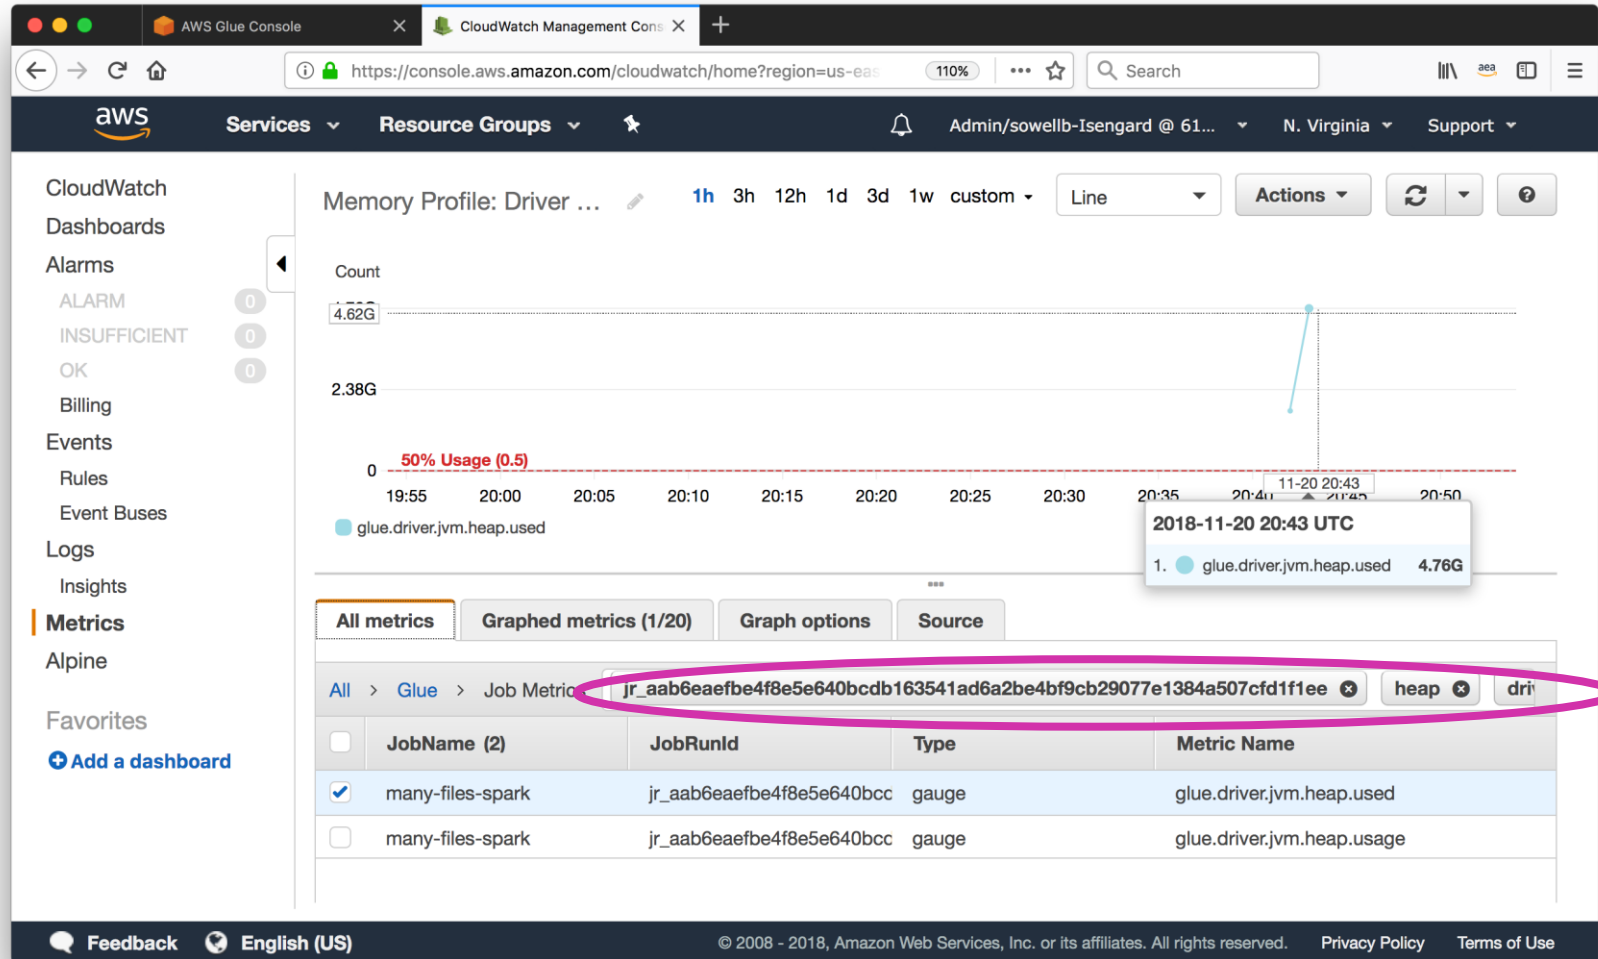 AWS Glue Console
CloudWatch Management Cons
https://console.aws.amazon.com/cloudwatch/home?region=us-eas
110%
Search
aea
aws
Services
Resource Groups
Admin/sowellb-Isengard @ 61...
N. Virginia
Support
CloudWatch
Dashboards
Alarms
ALARM 0
INSUFFICIENT 0
OK 0
Billing
Events
Rules
Event Buses
Logs
Insights
Metrics
Alpine
Favorites
Add a dashboard
Memory Profile: Driver ...
1h 3h 12h 1d 3d 1w custom
Line
Actions
Count
4.62G
2.38G
50% Usage (0.5)
0
19:55 20:00 20:05 20:10 20:15 20:20 20:25 20:30 20:35 20:40 20:45 20:50
11-20 20:43
glue.driver.jvm.heap.used
2018-11-20 20:43 UTC
1. glue.driver.jvm.heap.used 4.76G
All metrics
Graphed metrics (1/20)
Graph options
Source
All > Glue > Job Metrics
jr_aab6eaefbe4f8e5e640bcdb163541ad6a2be4bf9cb29077e1384a507cfd1f1ee
heap
dri
JobName (2) JobRunId Type Metric Name
many-files-spark jr_aab6eaefbe4f8e5e640bcc gauge glue.driver.jvm.heap.used
many-files-spark jr_aab6eaefbe4f8e5e640bcc gauge glue.driver.jvm.heap.usage
Feedback
English (US)
© 2008 - 2018, Amazon Web Services, Inc. or its affiliates. All rights reserved.
Privacy Policy
Terms of Use